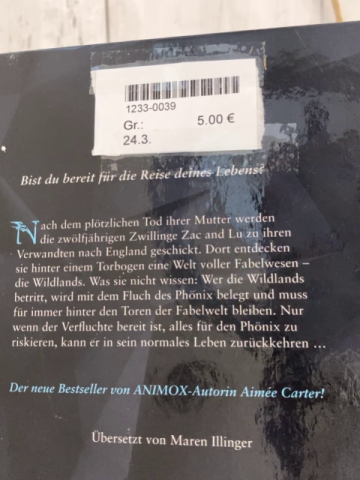 1233-0039
Gr.: 5.00 €
24.3.
Bist du bereit für die Reise deines Lebens?
Nach dem plötzlichen Tod ihrer Mutter werden
die zwölfjährigen Zwillinge Zac and Lu zu ihren
Verwandten nach England geschickt. Dort entdecken
sie hinter einem Torbogen eine Welt voller Fabelwesen –
die Wildlands. Was sie nicht wissen: Wer die Wildlands
betritt, wird mit dem Fluch des Phönix belegt und muss
für immer hinter den Toren der Fabelwelt bleiben. Nur
wenn der Verfluchte bereit ist, alles für den Phönix zu
riskieren, kann er in sein normales Leben zurückkehren …
Der neue Bestseller von ANIMOX-Autorin Aimée Carter!
Übersetzt von Maren Illinger